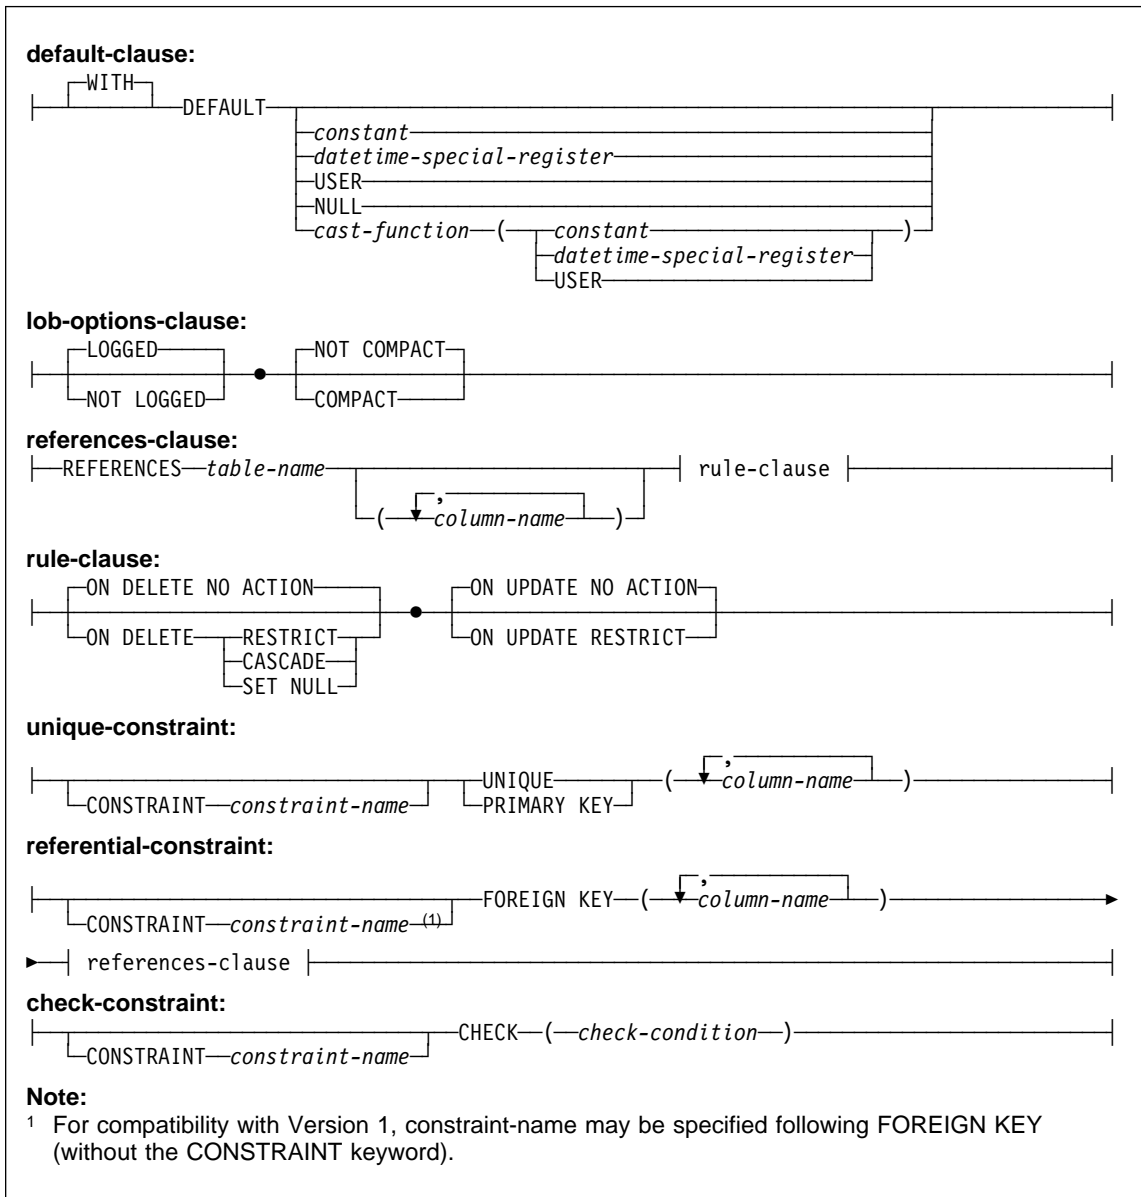 default-clause:
WITH
DEFAULT
constant
datetime-special-register
USER
NULL
cast-function ( constant )
datetime-special-register
USER
lob-options-clause:
LOGGED NOT COMPACT
NOT LOGGED COMPACT
references-clause:
REFERENCES table-name rule-clause
,
( column-name )
rule-clause:
ON DELETE NO ACTION ON UPDATE NO ACTION
ON DELETE RESTRICT ON UPDATE RESTRICT
CASCADE
SET NULL
unique-constraint:
,
UNIQUE ( column-name )
CONSTRAINT constraint-name PRIMARY KEY
referential-constraint:
,
FOREIGN KEY ( column-name )
CONSTRAINT constraint-name (1)
references-clause
check-constraint:
CHECK ( check-condition )
CONSTRAINT constraint-name
Note:
1 For compatibility with Version 1, constraint-name may be specified following FOREIGN KEY
(without the CONSTRAINT keyword).